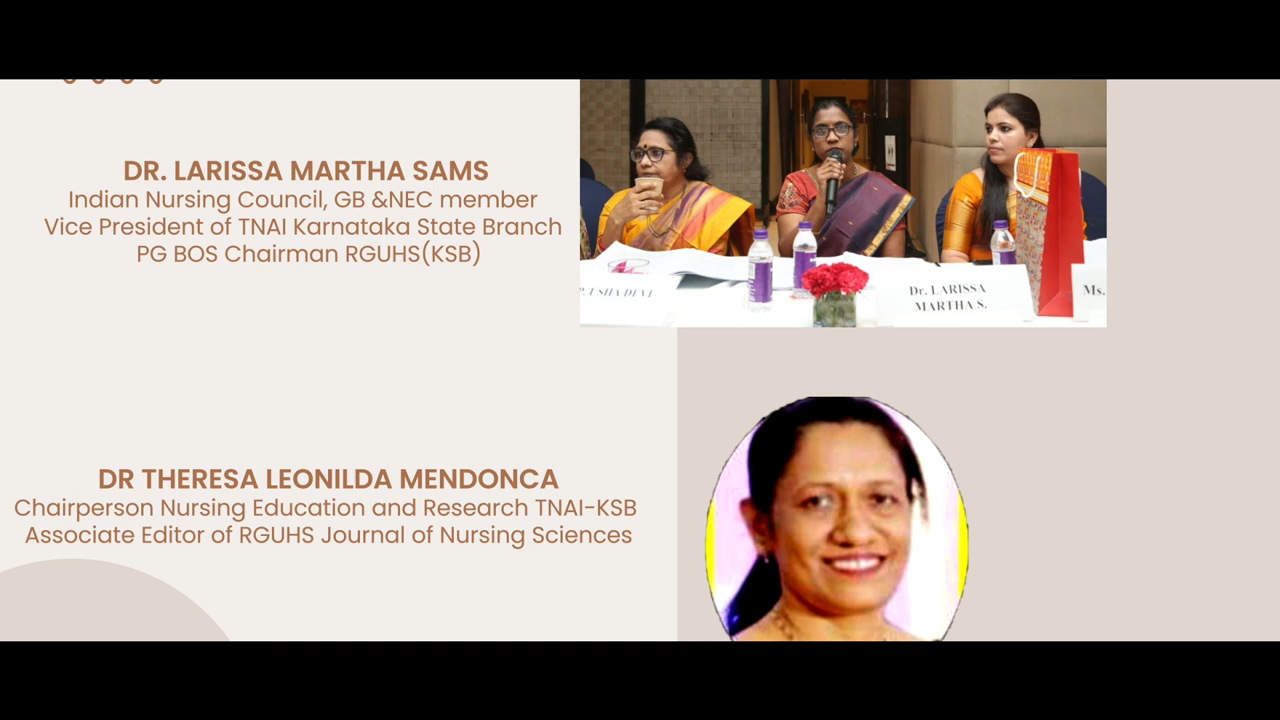 DR. LARISSA MARTHA SAMS
Indian Nursing Council, GB &NEC member
Vice President of TNAI Karnataka State Branch
PG BOS Chairman RGUHS(KSB)
Dr. LARISSA
MARTHA S.
Ms.
DR THERESA LEONILDA MENDONCA
Chairperson Nursing Education and Research TNAI-KSB
Associate Editor of RGUHS Journal of Nursing Sciences